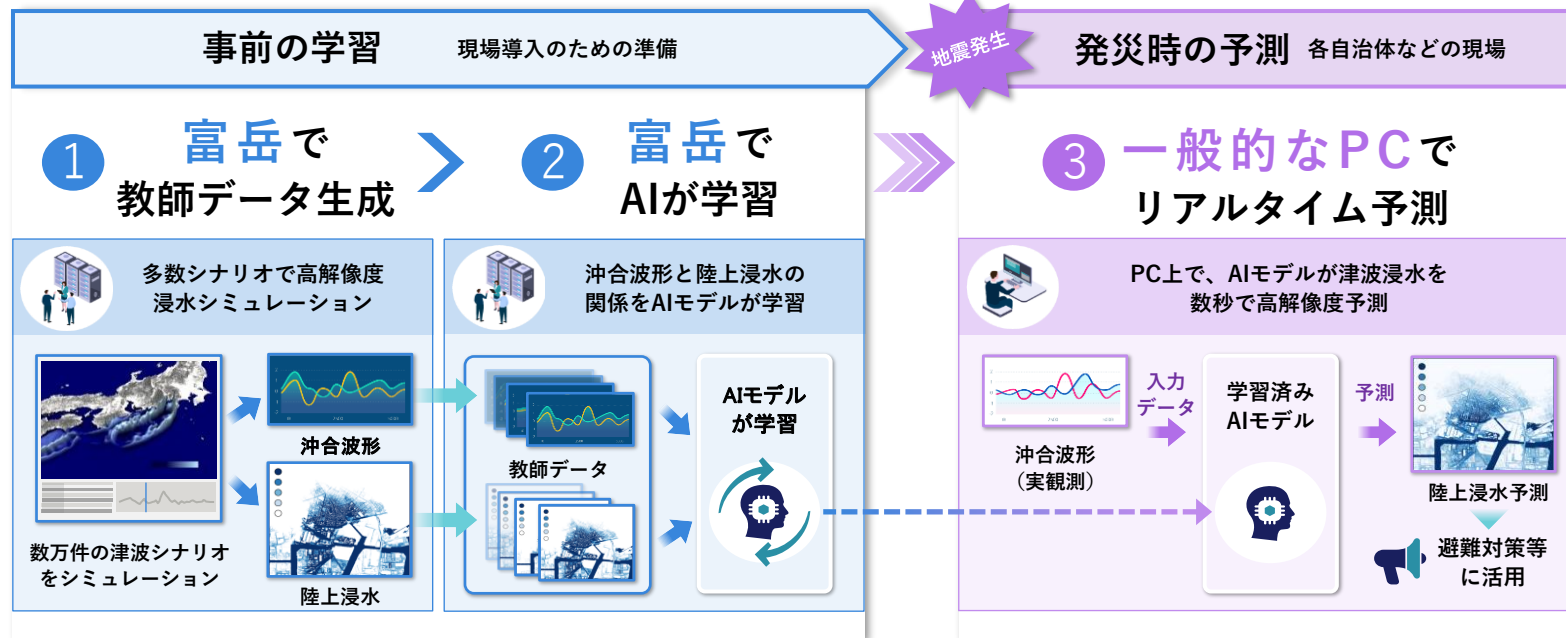 事前の学習 現場導入のための準備
地震発生
発災時の予測 各自治体などの現場
1 富岳で
教師データ生成
2 富岳で
AIが学習
3 一般的なPCで
リアルタイム予測
多数シナリオで高解像度
浸水シミュレーション
数万件の津波シナリオ
をシミュレーション
沖合波形
陸上浸水
沖合波形と陸上浸水の
関係をAIモデルが学習
教師データ
AIモデル
が学習
PC上で、AIモデルが津波浸水を
数秒で高解像度予測
沖合波形
（実観測）
入力
データ
学習済み
AIモデル
予測
陸上浸水予測
避難対策等
に活用